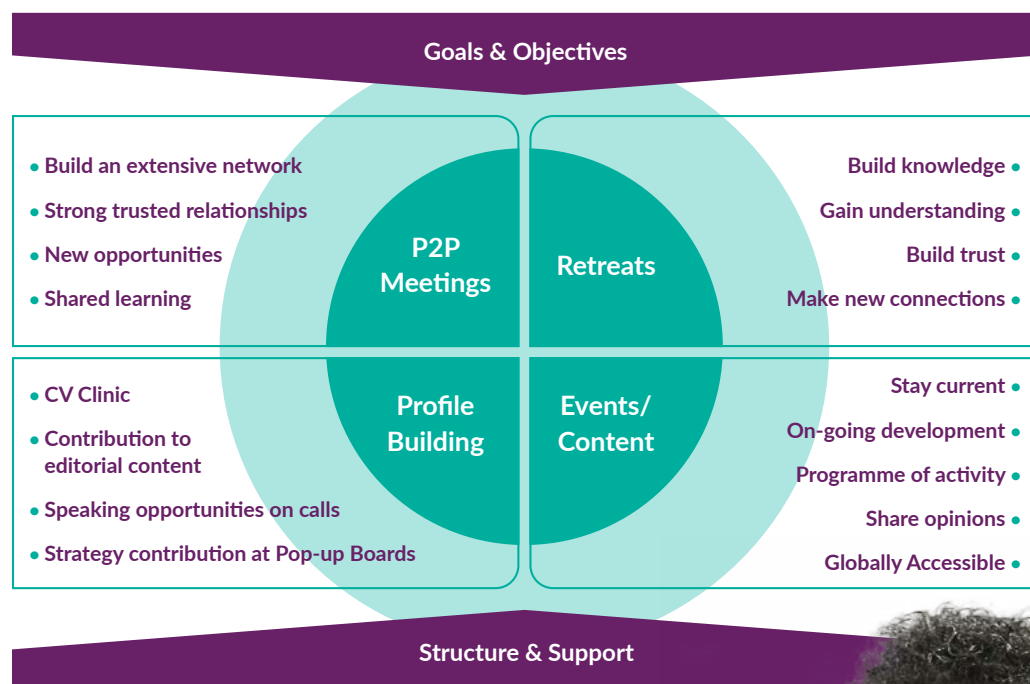 Goals & Objectives
• Build an extensive network
• Strong trusted relationships
• New opportunities
• Shared learning
P2P
Meetings
Retreats
Build knowledge •
Gain understanding •
Build trust •
Make new connections •
• CV Clinic
• Contribution to
editorial content
• Speaking opportunities on calls
• Strategy contribution at Pop-up Boards
Profile
Building
Events/
Content
Stay current •
On-going development •
Programme of activity •
Share opinions •
Globally Accessible •
Structure & Support